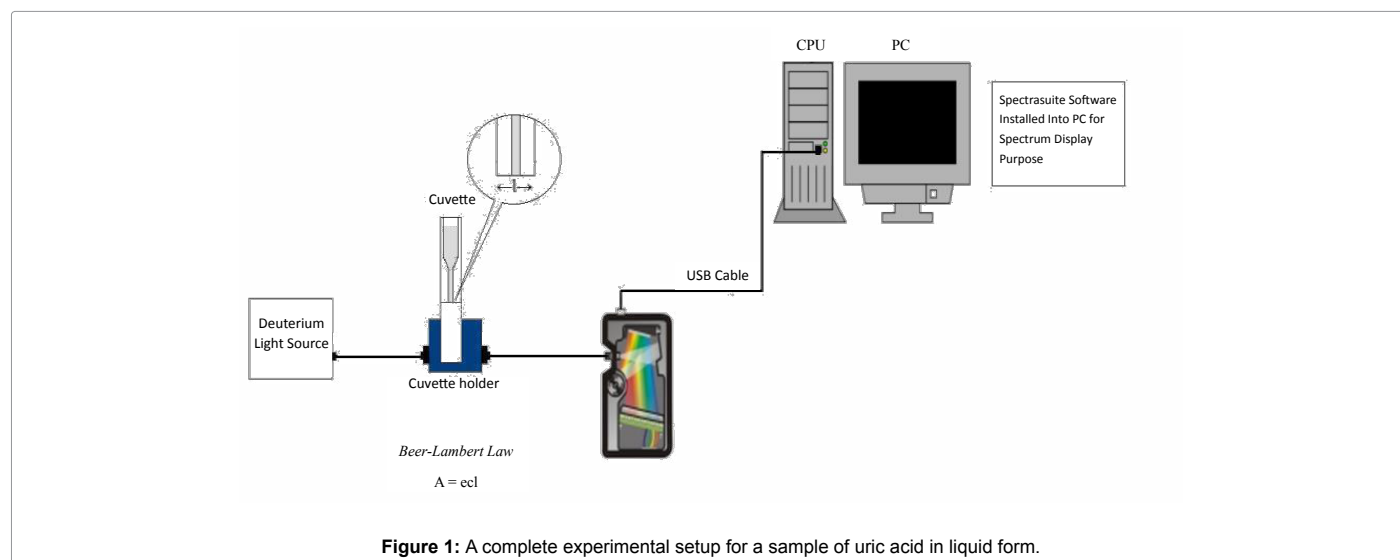 CPU
PC
Spectrasuite Software
Installed Into PC for
Spectrum Display
Purpose
l
Cuvette
USB Cable
Deuterium
Light Source
Cuvette holder
Beer-Lambert Law
A = ecl
Figure 1: A complete experimental setup for a sample of uric acid in liquid form.